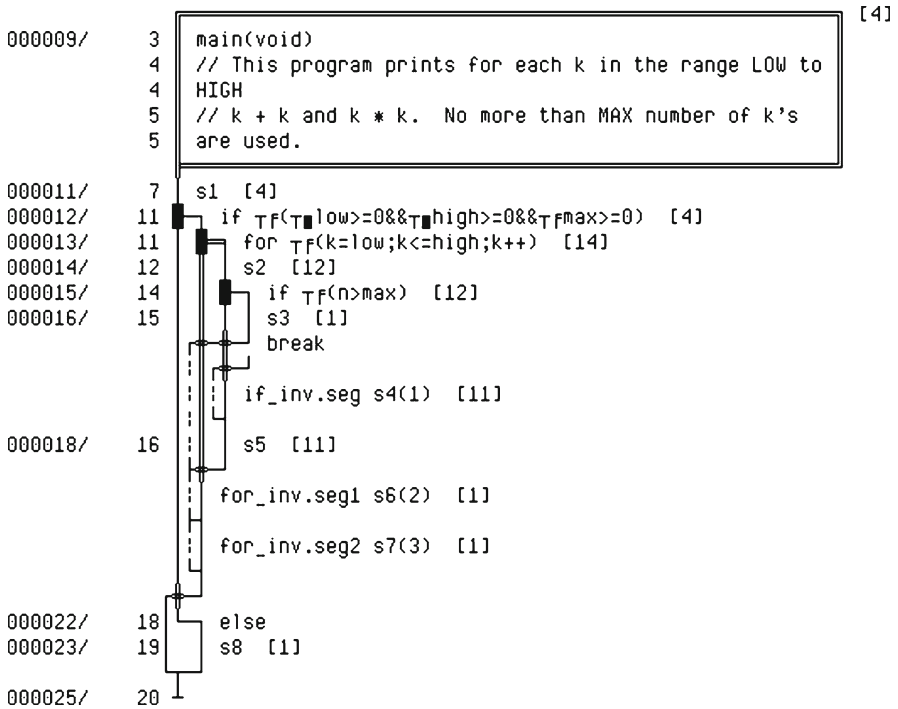 [4]
000009/ 3 main(void)
4 // This program prints for each k in the range LOW to
4 HIGH
5 // k + k and k * k. No more than MAX number of k's
5 are used.
000011/ 7 s1 [4]
000012/ 11 if TF(T■low>=0&&T■high>=0&&TFmax>=0) [4]
000013/ 11 for TF(k=low;k<=high;k++) [14]
000014/ 12 s2 [12]
000015/ 14 if TF(n>max) [12]
000016/ 15 s3 [1]
break
if_inv.seg s4(1) [11]
000018/ 16 s5 [11]
for_inv.seg1 s6(2) [1]
for_inv.seg2 s7(3) [1]
000022/ 18 else
000023/ 19 s8 [1]
000025/ 20